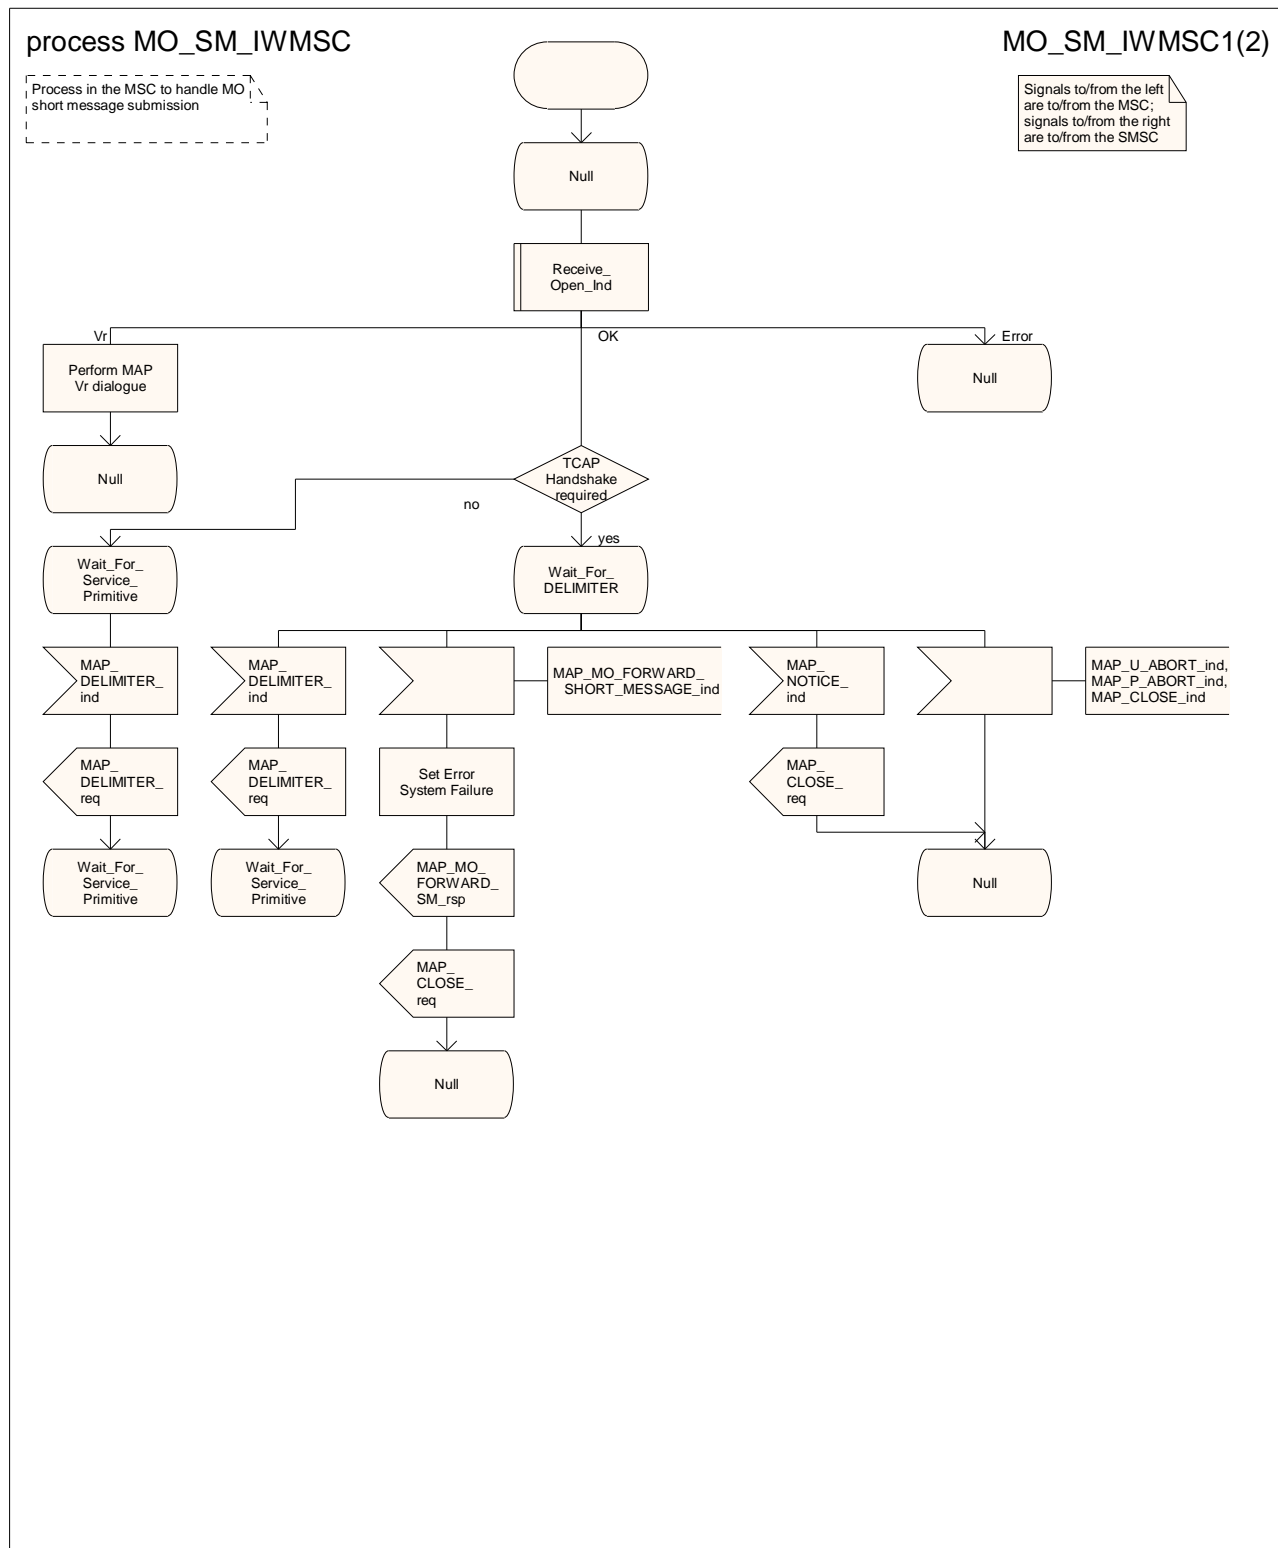 process MO_SM_IWMSC
MO_SM_IWMSC1(2)
Process in the MSC to handle MO
short message submission
Signals to/from the left
are to/from the MSC;
signals to/from the right
are to/from the SMSC
Null
Receive_
Open_Ind
Vr
OK
Error
Perform MAP
Vr dialogue
Null
Null
TCAP
Handshake
required
no
yes
Wait_For_
Service_
Primitive
Wait_For_
DELIMITER
MAP_
DELIMITER_
ind
MAP_
DELIMITER_
ind
MAP_MO_FORWARD_
SHORT_MESSAGE_ind
MAP_
NOTICE_
ind
MAP_U_ABORT_ind,
MAP_P_ABORT_ind,
MAP_CLOSE_ind
MAP_
DELIMITER_
req
MAP_
DELIMITER_
req
Set Error
System Failure
MAP_
CLOSE_
req
Wait_For_
Service_
Primitive
Wait_For_
Service_
Primitive
MAP_MO_
FORWARD_
SM_rsp
Null
MAP_
CLOSE_
req
Null